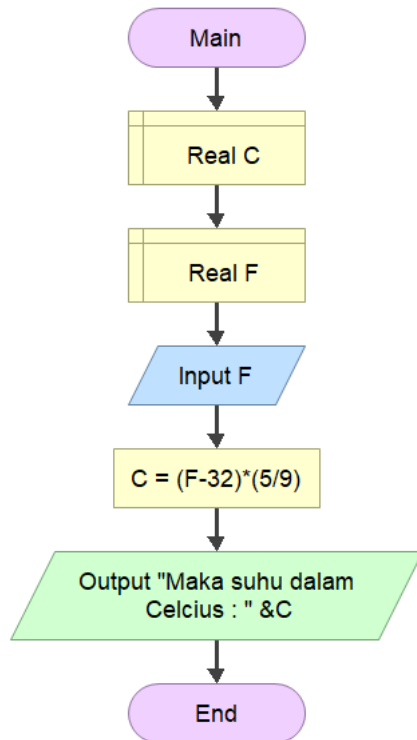 Main
Real C
Real F
Input F
C = (F-32)*(5/9)
Output "Maka suhu dalam
Celcius : " &C
End